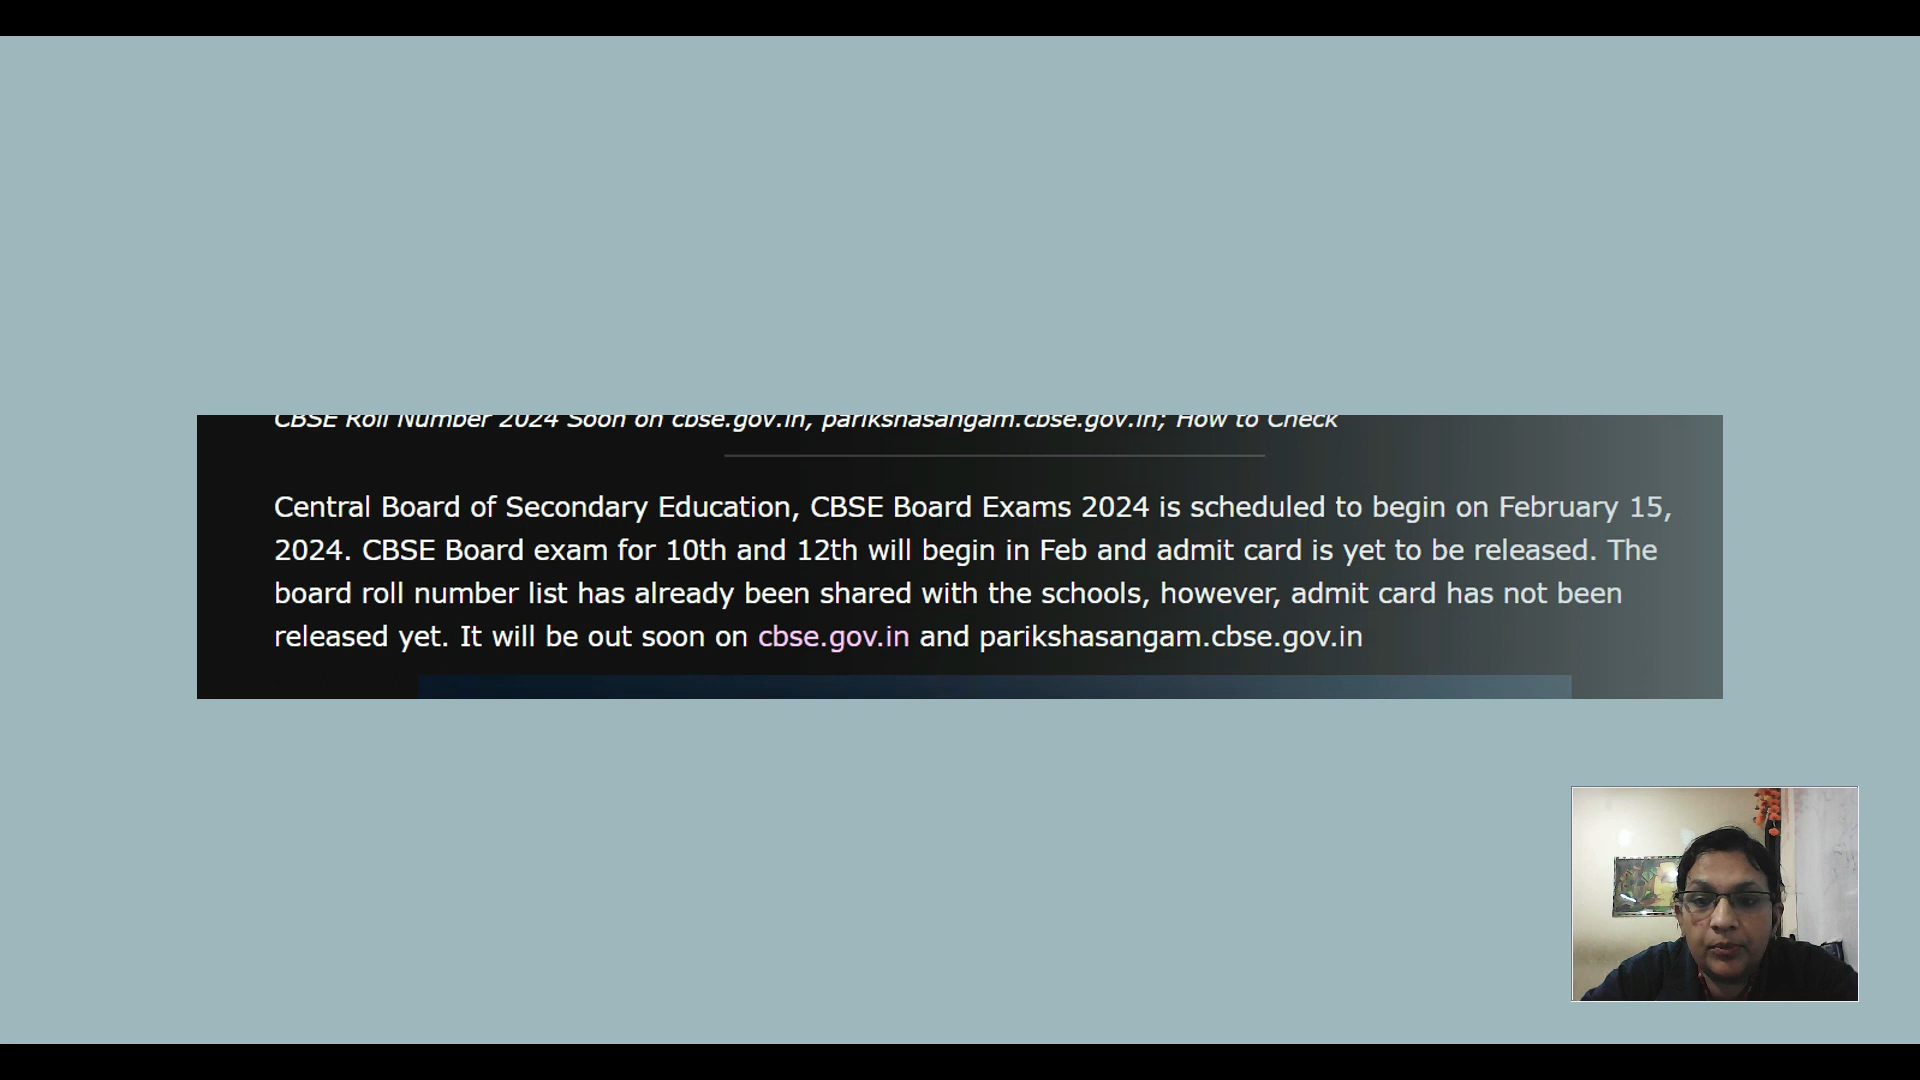 CBSE Roll Number 2024 Soon on cbse.gov.in, parikshasangam.cbse.gov.in; How to Check
Central Board of Secondary Education, CBSE Board Exams 2024 is scheduled to begin on February 15,
2024. CBSE Board exam for 10th and 12th will begin in Feb and admit card is yet to be released. The
board roll number list has already been shared with the schools, however, admit card has not been
released yet. It will be out soon on cbse.gov.in and parikshasangam.cbse.gov.in